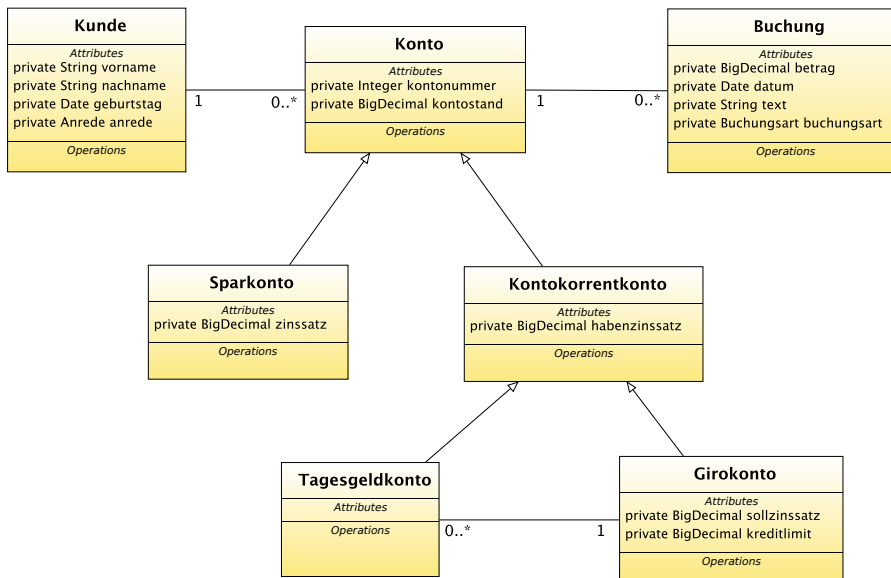 Kunde
Attributes
private String vorname
private String nachname
private Date geburtstag
private Anrede anrede
Operations
1
0..*
Konto
Attributes
private Integer kontonummer
private BigDecimal kontostand
Operations
1
0..*
Buchung
Attributes
private BigDecimal betrag
private Date datum
private String text
private Buchungsart buchungsart
Operations
Sparkonto
Attributes
private BigDecimal zinssatz
Operations
Kontokorrentkonto
Attributes
private BigDecimal habenzinssatz
Operations
Tagesgeldkonto
Attributes
Operations
0..*
1
Girokonto
Attributes
private BigDecimal sollzinssatz
private BigDecimal kreditlimit
Operations